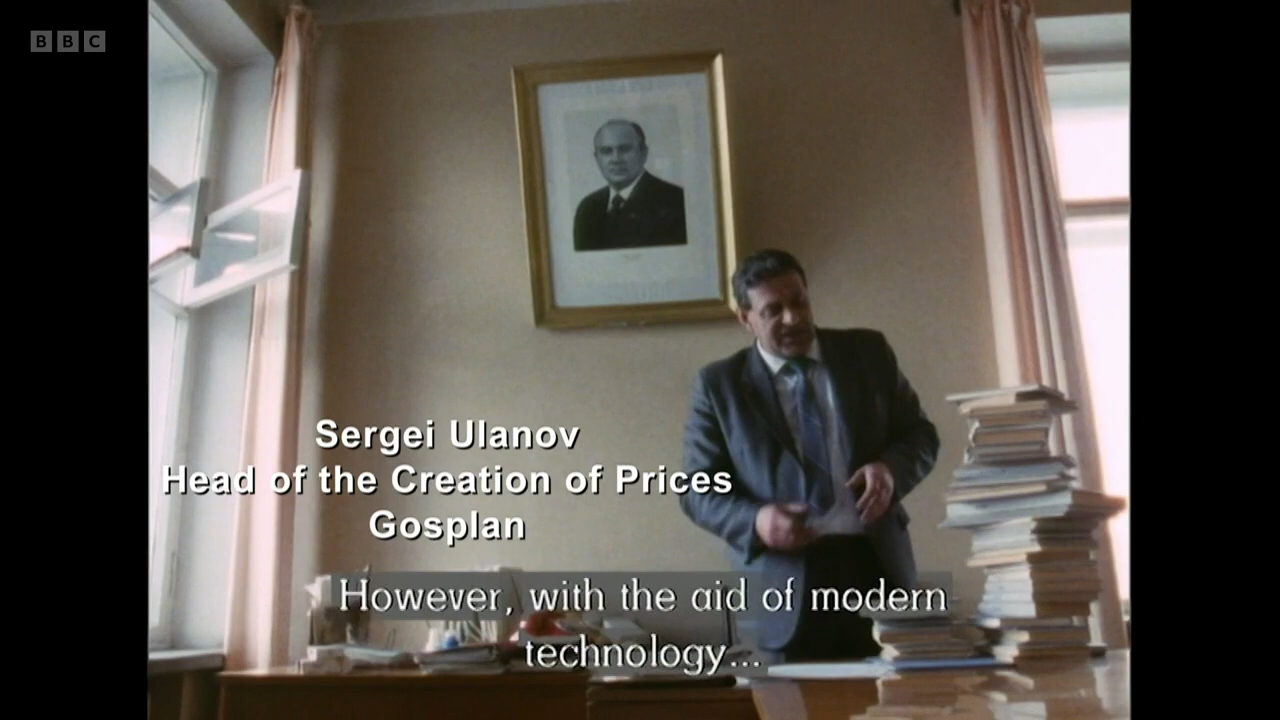 BBC
Sergei Ulanov
Head of the Creation of Prices
Gosplan
However, with the aid of modern
technology...